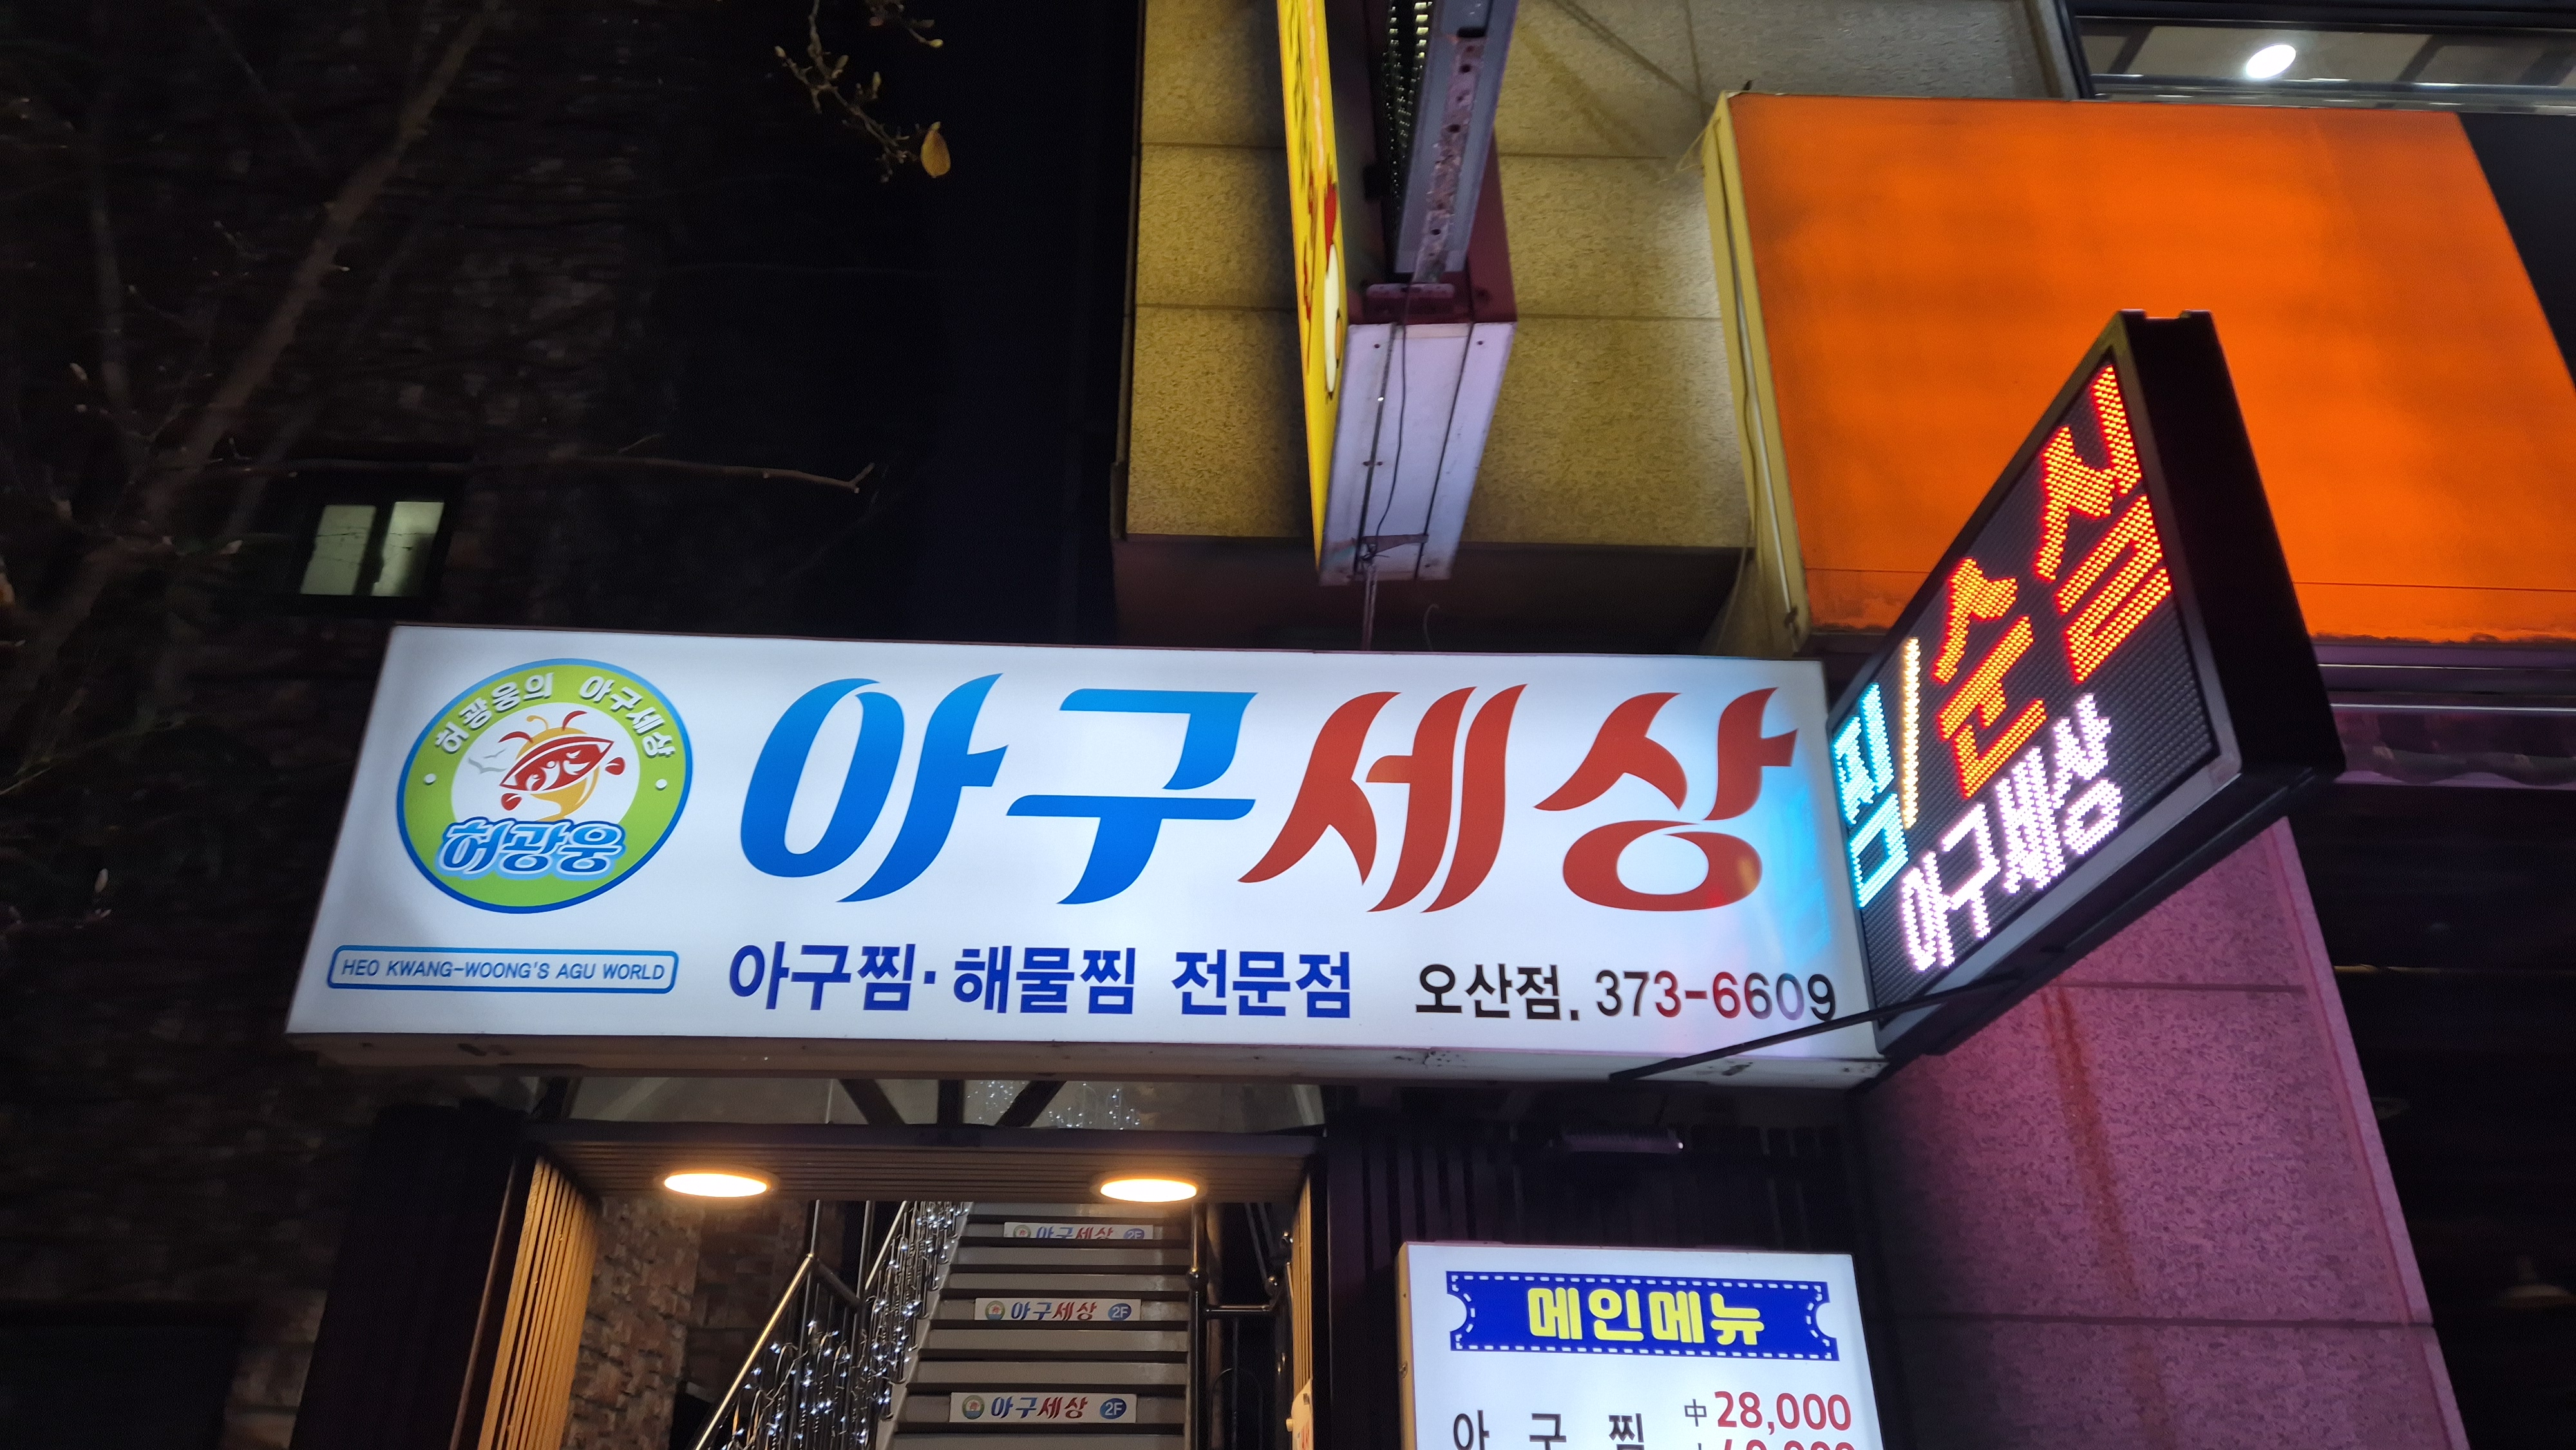 허광웅의 아구세상
허광웅
HEO KWANG-WOONG'S AGU WORLD
아구세상
아구찜·해물찜 전문점
오산점. 373-6609
찜/순살
아구세상
아구세상 2F
아구세상 2F
아구세상 2F
메인메뉴
아구찜 中 28,000